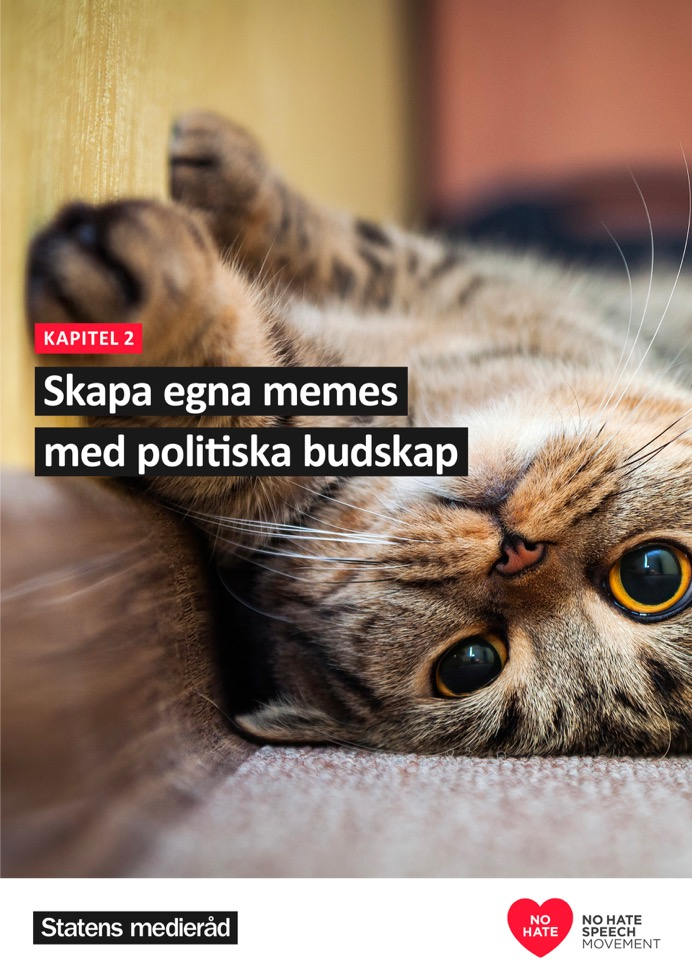 KAPITEL 2
Skapa egna memes
med politiska budskap
Statens medieråd
NO
HATE
NO HATE
SPEECH
MOVEMENT